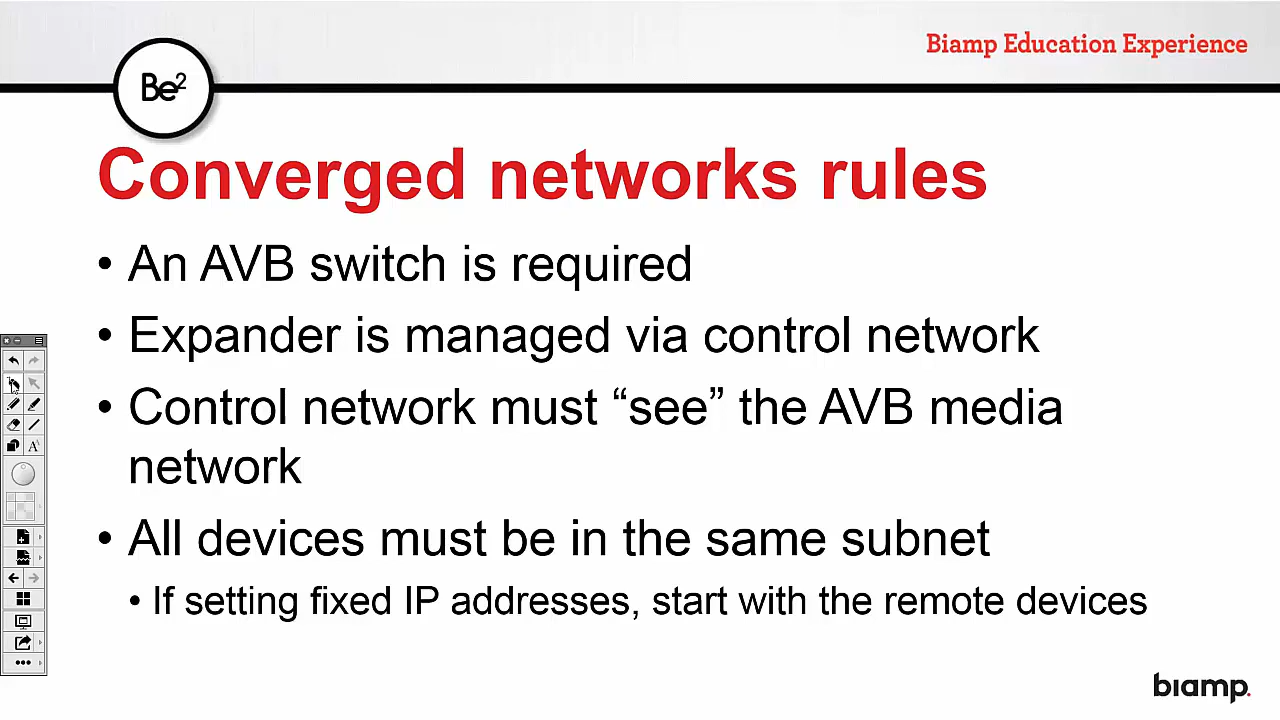 Biamp Education Experience
Be²
Converged networks rules
• An AVB switch is required
• Expander is managed via control network
• Control network must “see” the AVB media
network
• All devices must be in the same subnet
• If setting fixed IP addresses, start with the remote devices
A
biamp.